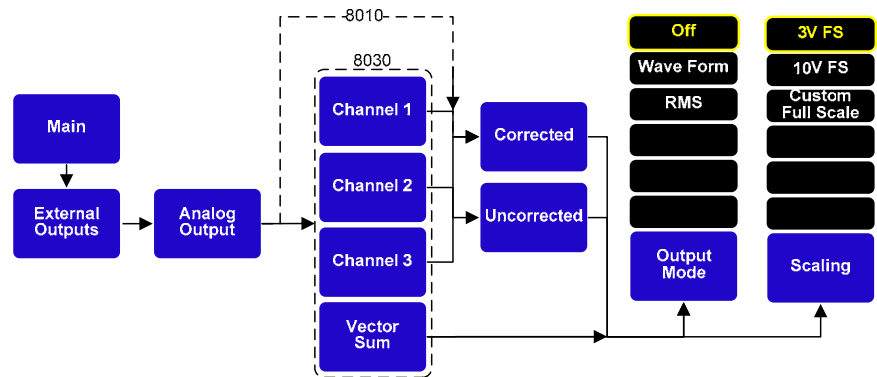 8010
8030
Main
External
Outputs
Analog
Output
Channel 1
Channel 2
Channel 3
Vector
Sum
Corrected
Uncorrected
Off
Wave Form
RMS
Output
Mode
3V FS
10V FS
Custom
Full Scale
Scaling